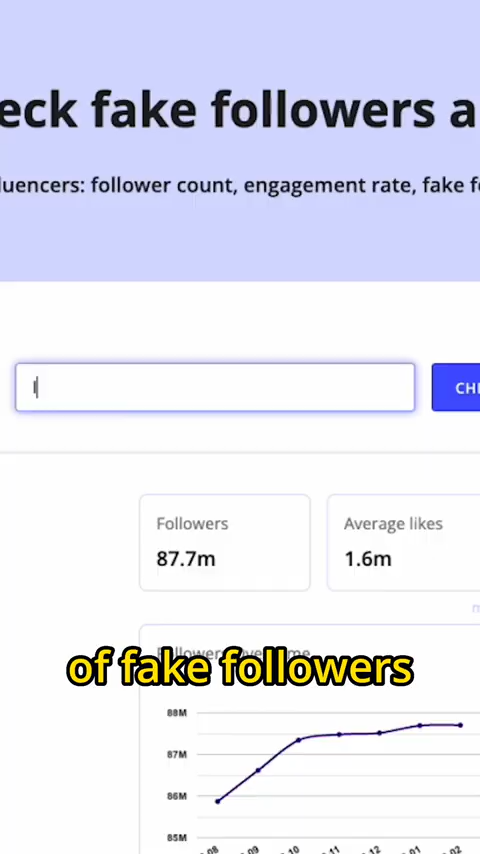 eck fake followers a
luencers: follower count, engagement rate, fake f
l
CH
Followers
87.7m
Average likes
1.6m
of fake followers
88M
87M
86M
85M